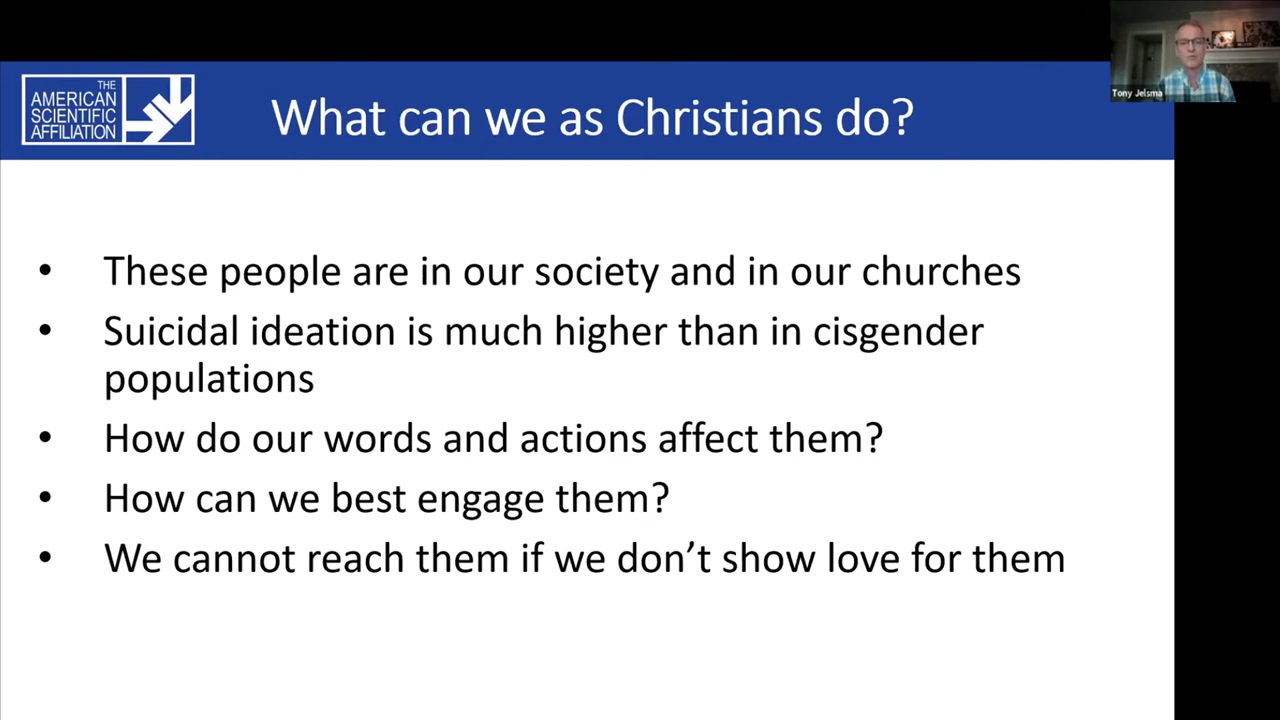 THE
AMERICAN
SCIENTIFIC
AFFILIATION
What can we as Christians do?
Tony Jelsma
• These people are in our society and in our churches
• Suicidal ideation is much higher than in cisgender
populations
• How do our words and actions affect them?
• How can we best engage them?
• We cannot reach them if we don’t show love for them